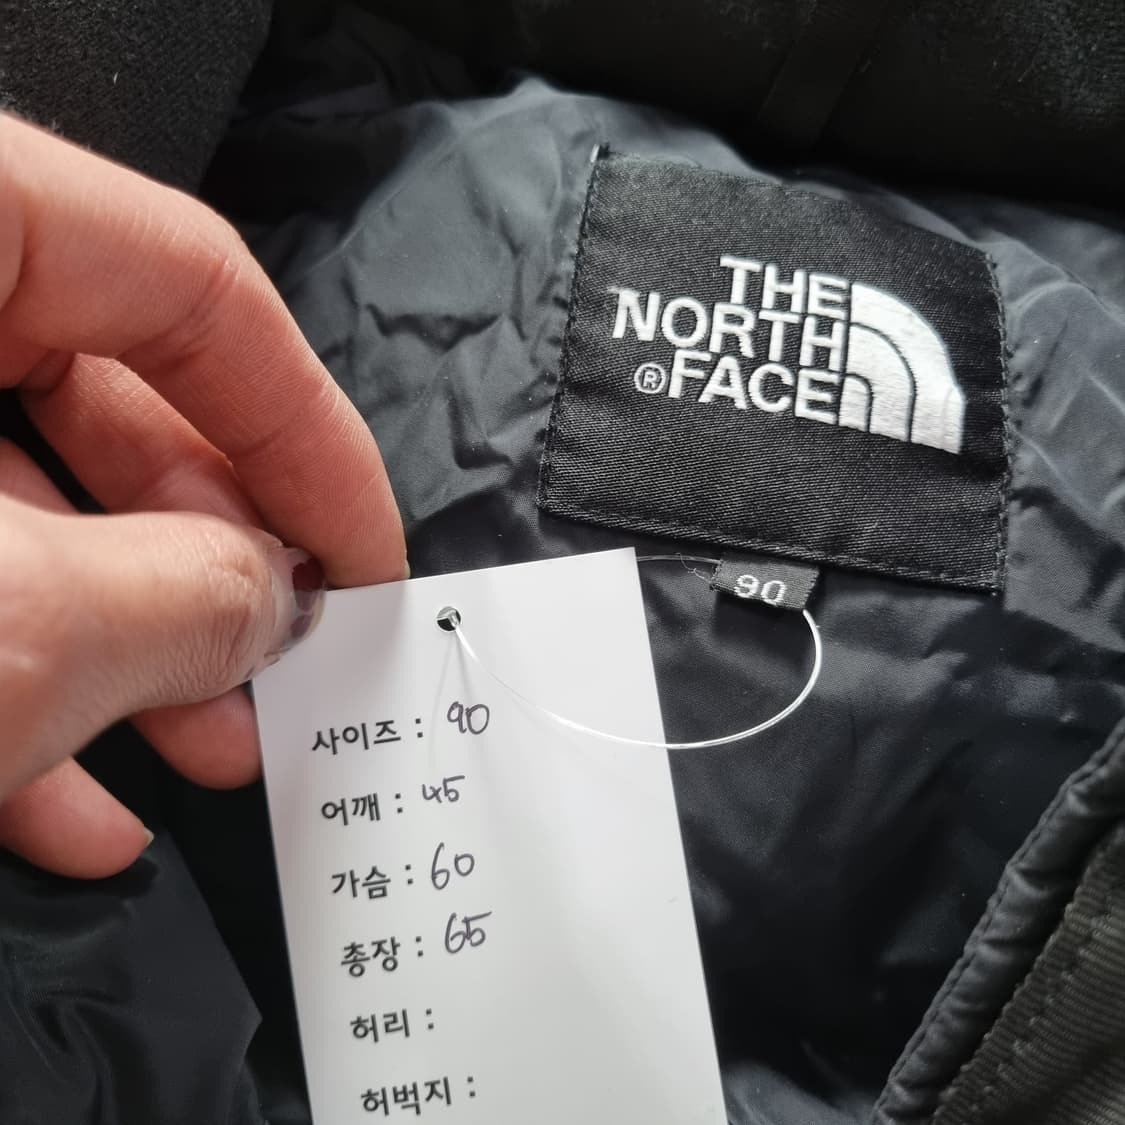 THE
NORTH
®FACE
90
사이즈 : 90
어깨 : 45
가슴 : 60
총장 : 65
허리 :
허벅지 :